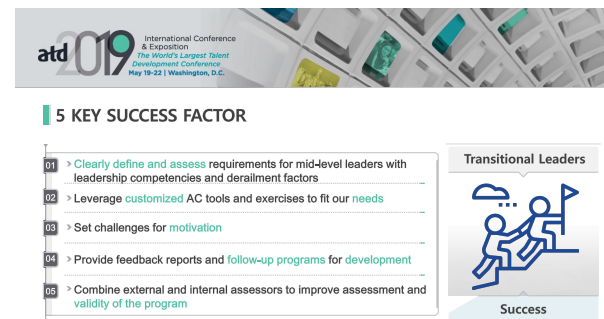 atd 2019
International Conference
& Exposition
The World's Largest Talent
Development Conference
May 19-22 | Washington, D.C.
5 KEY SUCCESS FACTOR
01 > Clearly define and assess requirements for mid-level leaders with
leadership competencies and derailment factors
02 > Leverage customized AC tools and exercises to fit our needs
03 > Set challenges for motivation
04 > Provide feedback reports and follow-up programs for development
05 > Combine external and internal assessors to improve assessment and
validity of the program
Transitional Leaders
Success